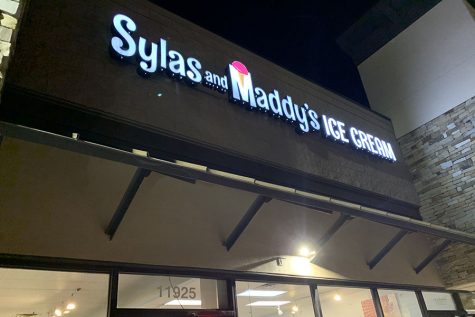 Sylas and Maddy's ICE CREAM
11925